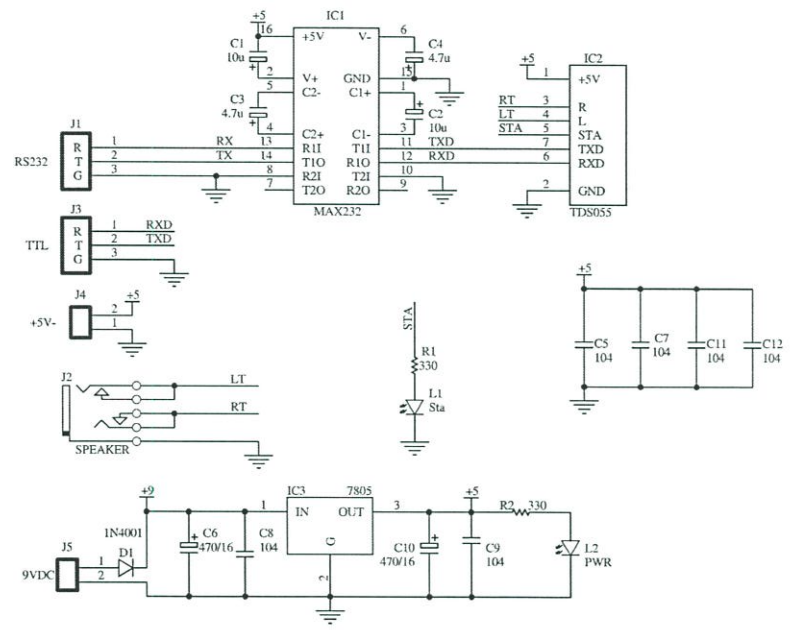 IC1
+5
16 +5V V- 6
C1
10u
C4
4.7u
2 V+ GND 15
5 C2- C1+ 1
C3
4.7u
C2
10u
4 C2+ C1- 3
RX 13 R1I T1I 11 TXD
TX 14 T1O R1O 12 RXD
8 R2I T2I 10
7 T2O R2O 9
MAX232
IC2
+5
1 +5V
RT 3 R
LT 4 L
STA 5 STA
7 TXD
6 RXD
2 GND
TDS055
J1
RS232
R 1
T 2
G 3
J3
TTL
R 1 RXD
T 2 TXD
G 3
J4
+5V-
2 +5
1
J2
LT
RT
SPEAKER
STA
R1
330
L1
Sta
+5
C5
104
C7
104
C11
104
C12
104
+9
1N4001
D1
J5
9VDC
1
2
C6
470/16
C8
104
IC3 7805
1 IN OUT 3
G
2
C10
470/16
+5
C9
104
R2 330
L2
PWR